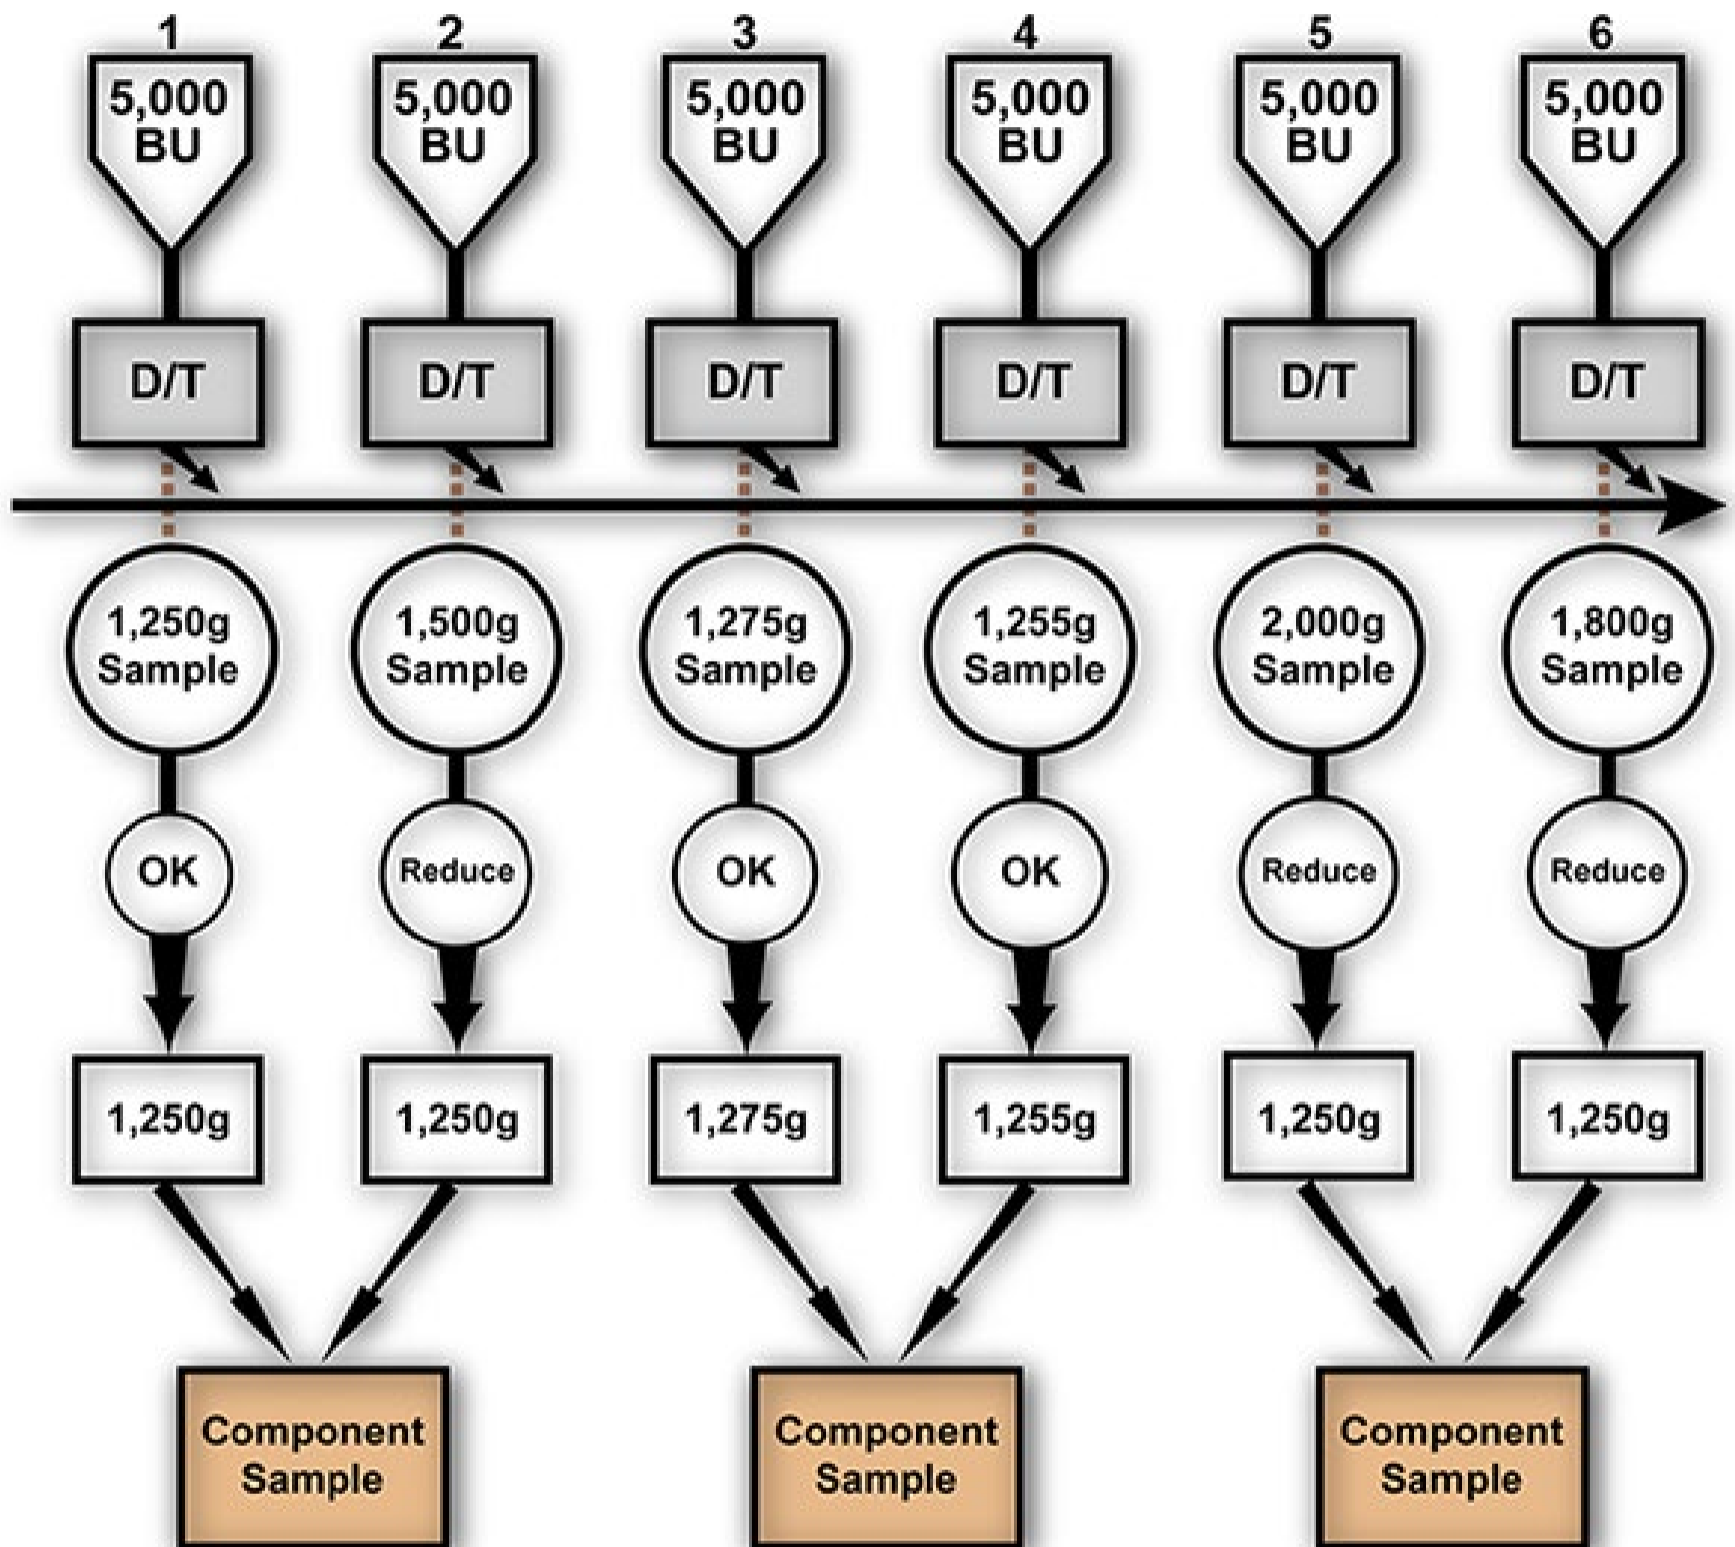 1 2 3 4 5 6
5,000 5,000 5,000 5,000 5,000 5,000
BU BU BU BU BU BU
D/T D/T D/T D/T D/T D/T
1,250g 1,500g 1,275g 1,255g 2,000g 1,800g
Sample Sample Sample Sample Sample Sample
OK Reduce OK OK Reduce Reduce
1,250g 1,250g 1,275g 1,255g 1,250g 1,250g
Component Component Component
Sample Sample Sample